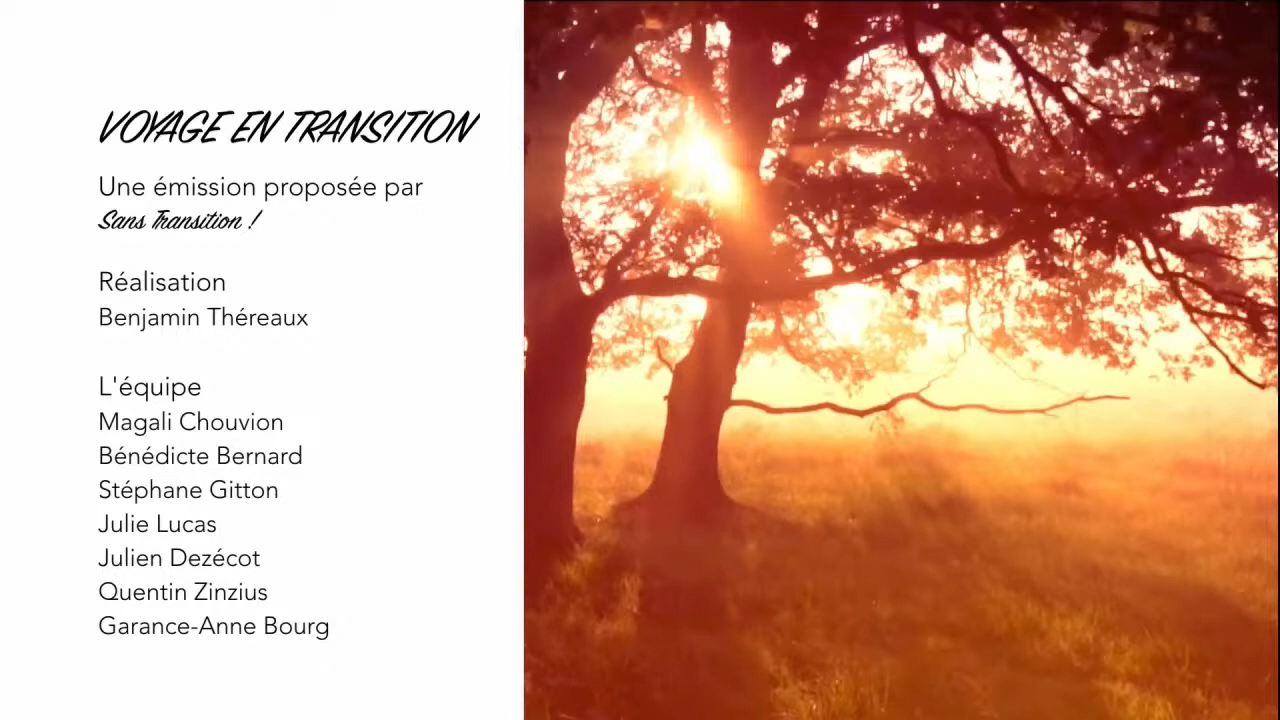 VOYAGE EN TRANSITION
Une émission proposée par
Sans Transition !
Réalisation
Benjamin Théreaux
L'équipe
Magali Chouvion
Bénédicte Bernard
Stéphane Gitton
Julie Lucas
Julien Dezécot
Quentin Zinzius
Garance-Anne Bourg